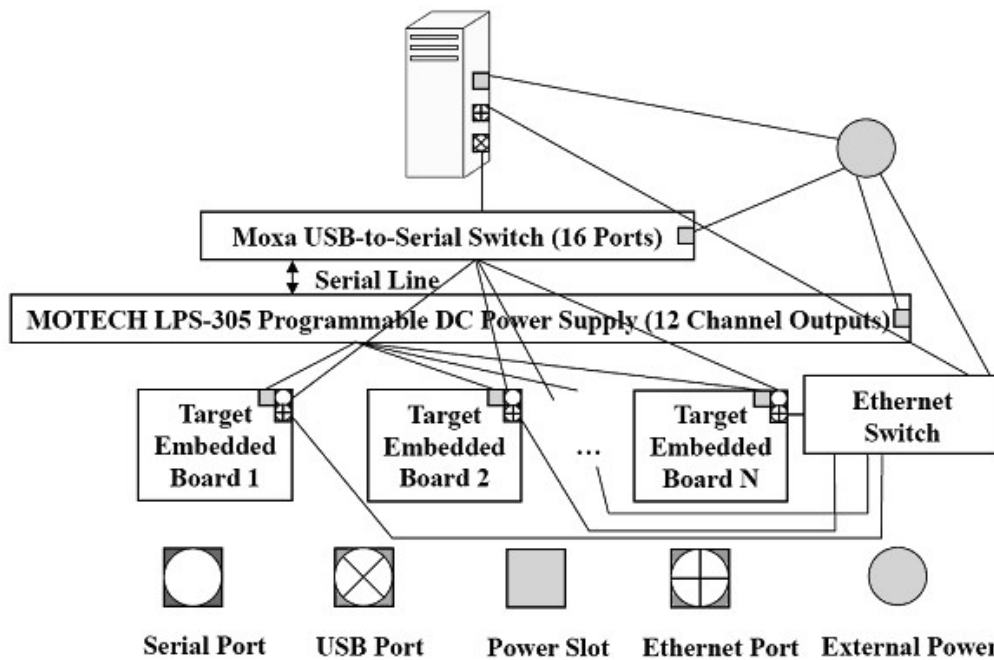 Moxa USB-to-Serial Switch (16 Ports)
Serial Line
MOTECH LPS-305 Programmable DC Power Supply (12 Channel Outputs)
Target
Embedded
Board 1
Target
Embedded
Board 2
...
Target
Embedded
Board N
Ethernet
Switch
Serial Port
USB Port
Power Slot
Ethernet Port
External Power